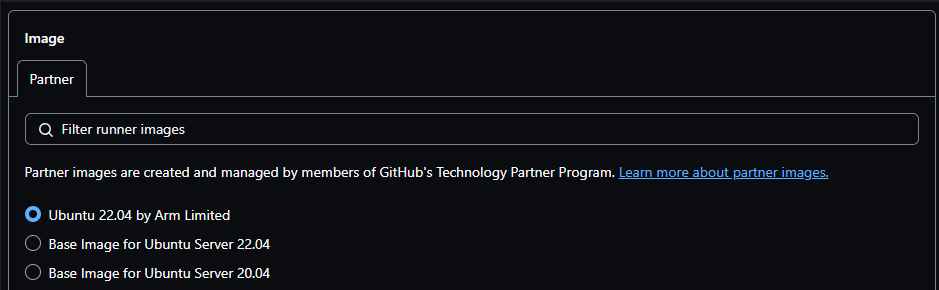 Image
Partner
Filter runner images
Partner images are created and managed by members of GitHub's Technology Partner Program. Learn more about partner images.
Ubuntu 22.04 by Arm Limited
Base Image for Ubuntu Server 22.04
Base Image for Ubuntu Server 20.04